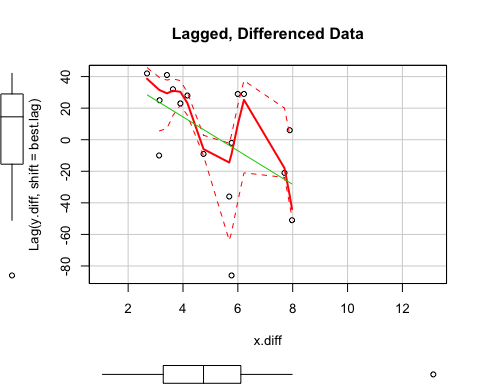 Lagged, Differenced Data
Lag(y.diff, shift = best.lag)
40
20
0
-20
-40
-60
-80
2 4 6 8 10 12
x.diff